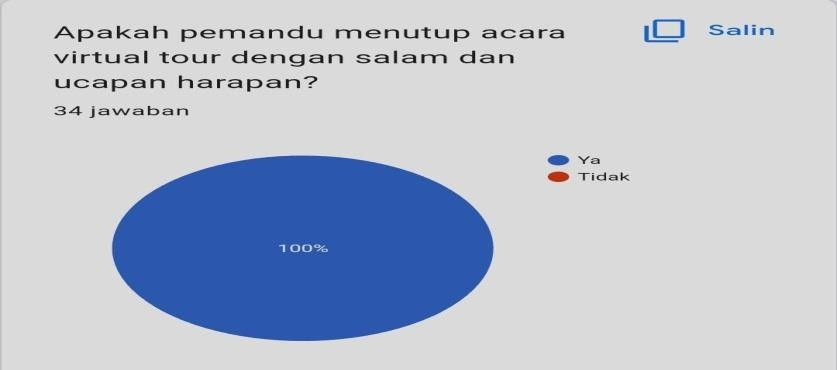 Apakah pemandu menutup acara
virtual tour dengan salam dan
ucapan harapan?
Salin
34 jawaban
Ya
Tidak
100%